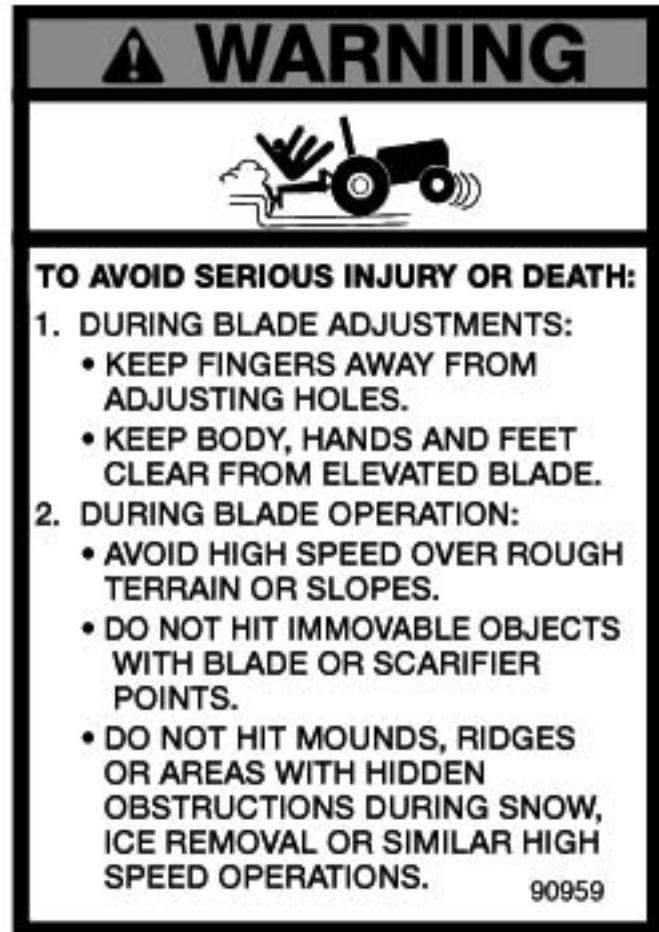 WARNING
TO AVOID SERIOUS INJURY OR DEATH:
1. DURING BLADE ADJUSTMENTS:
• KEEP FINGERS AWAY FROM
ADJUSTING HOLES.
• KEEP BODY, HANDS AND FEET
CLEAR FROM ELEVATED BLADE.
2. DURING BLADE OPERATION:
• AVOID HIGH SPEED OVER ROUGH
TERRAIN OR SLOPES.
• DO NOT HIT IMMOVABLE OBJECTS
WITH BLADE OR SCARIFIER
POINTS.
• DO NOT HIT MOUNDS, RIDGES
OR AREAS WITH HIDDEN
OBSTRUCTIONS DURING SNOW,
ICE REMOVAL OR SIMILAR HIGH
SPEED OPERATIONS. 90959